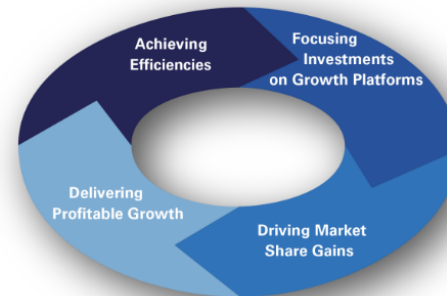 Achieving
Efficiencies
Focusing
Investments
on Growth Platforms
Delivering
Profitable Growth
Driving Market
Share Gains